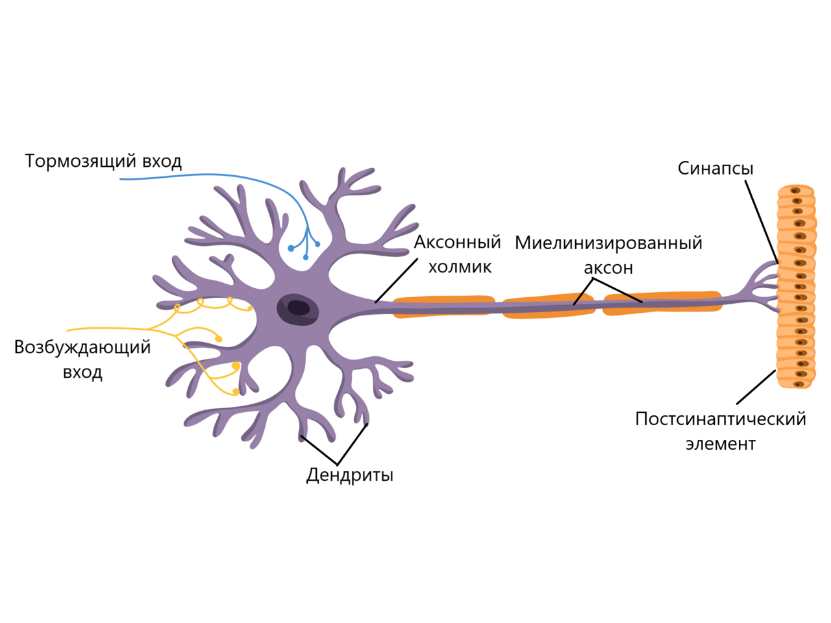 Тормозящий вход
Синапсы
Аксонный
холмик
Миелинизированный
аксон
Возбуждающий
вход
Постсинаптический
элемент
Дендриты